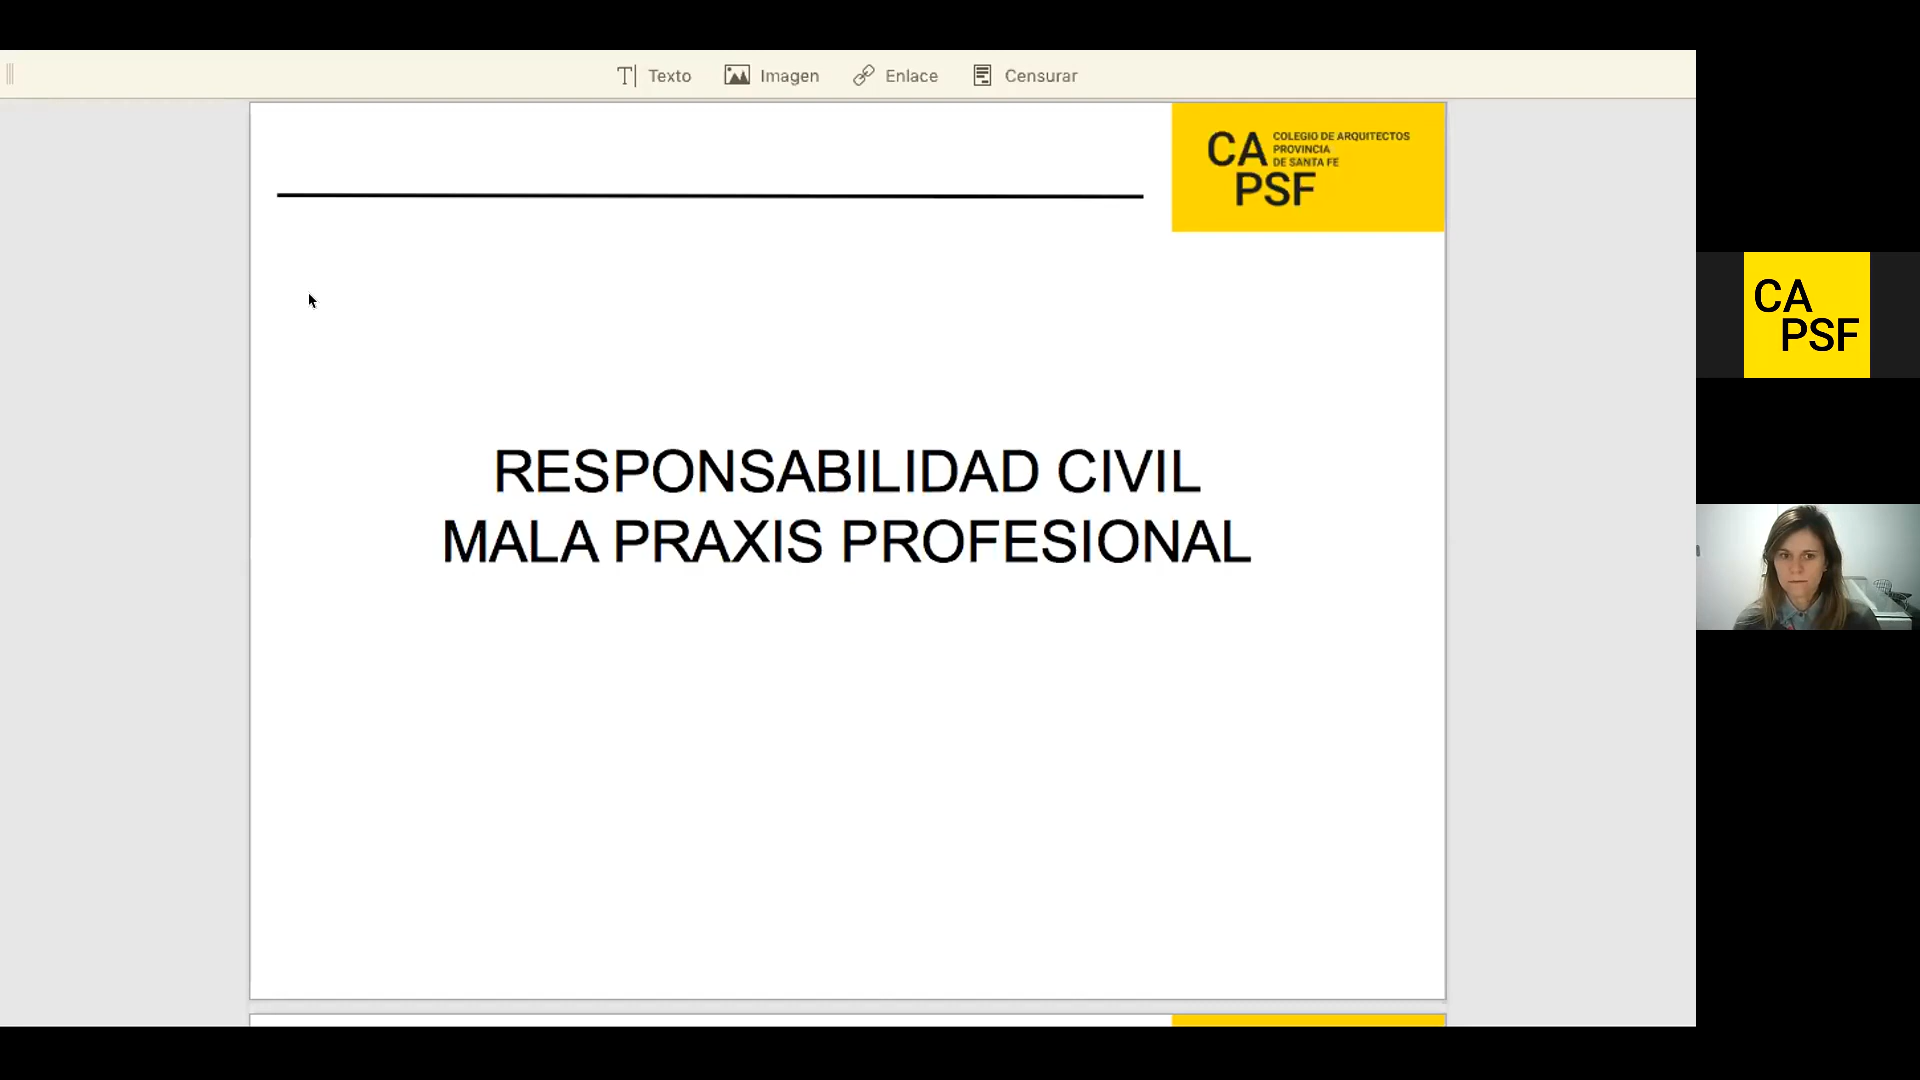 Texto Imagen Enlace Censurar
CA COLEGIO DE ARQUITECTOS
PROVINCIA
DE SANTA FE
PSF
RESPONSABILIDAD CIVIL
MALA PRAXIS PROFESIONAL
CA
PSF